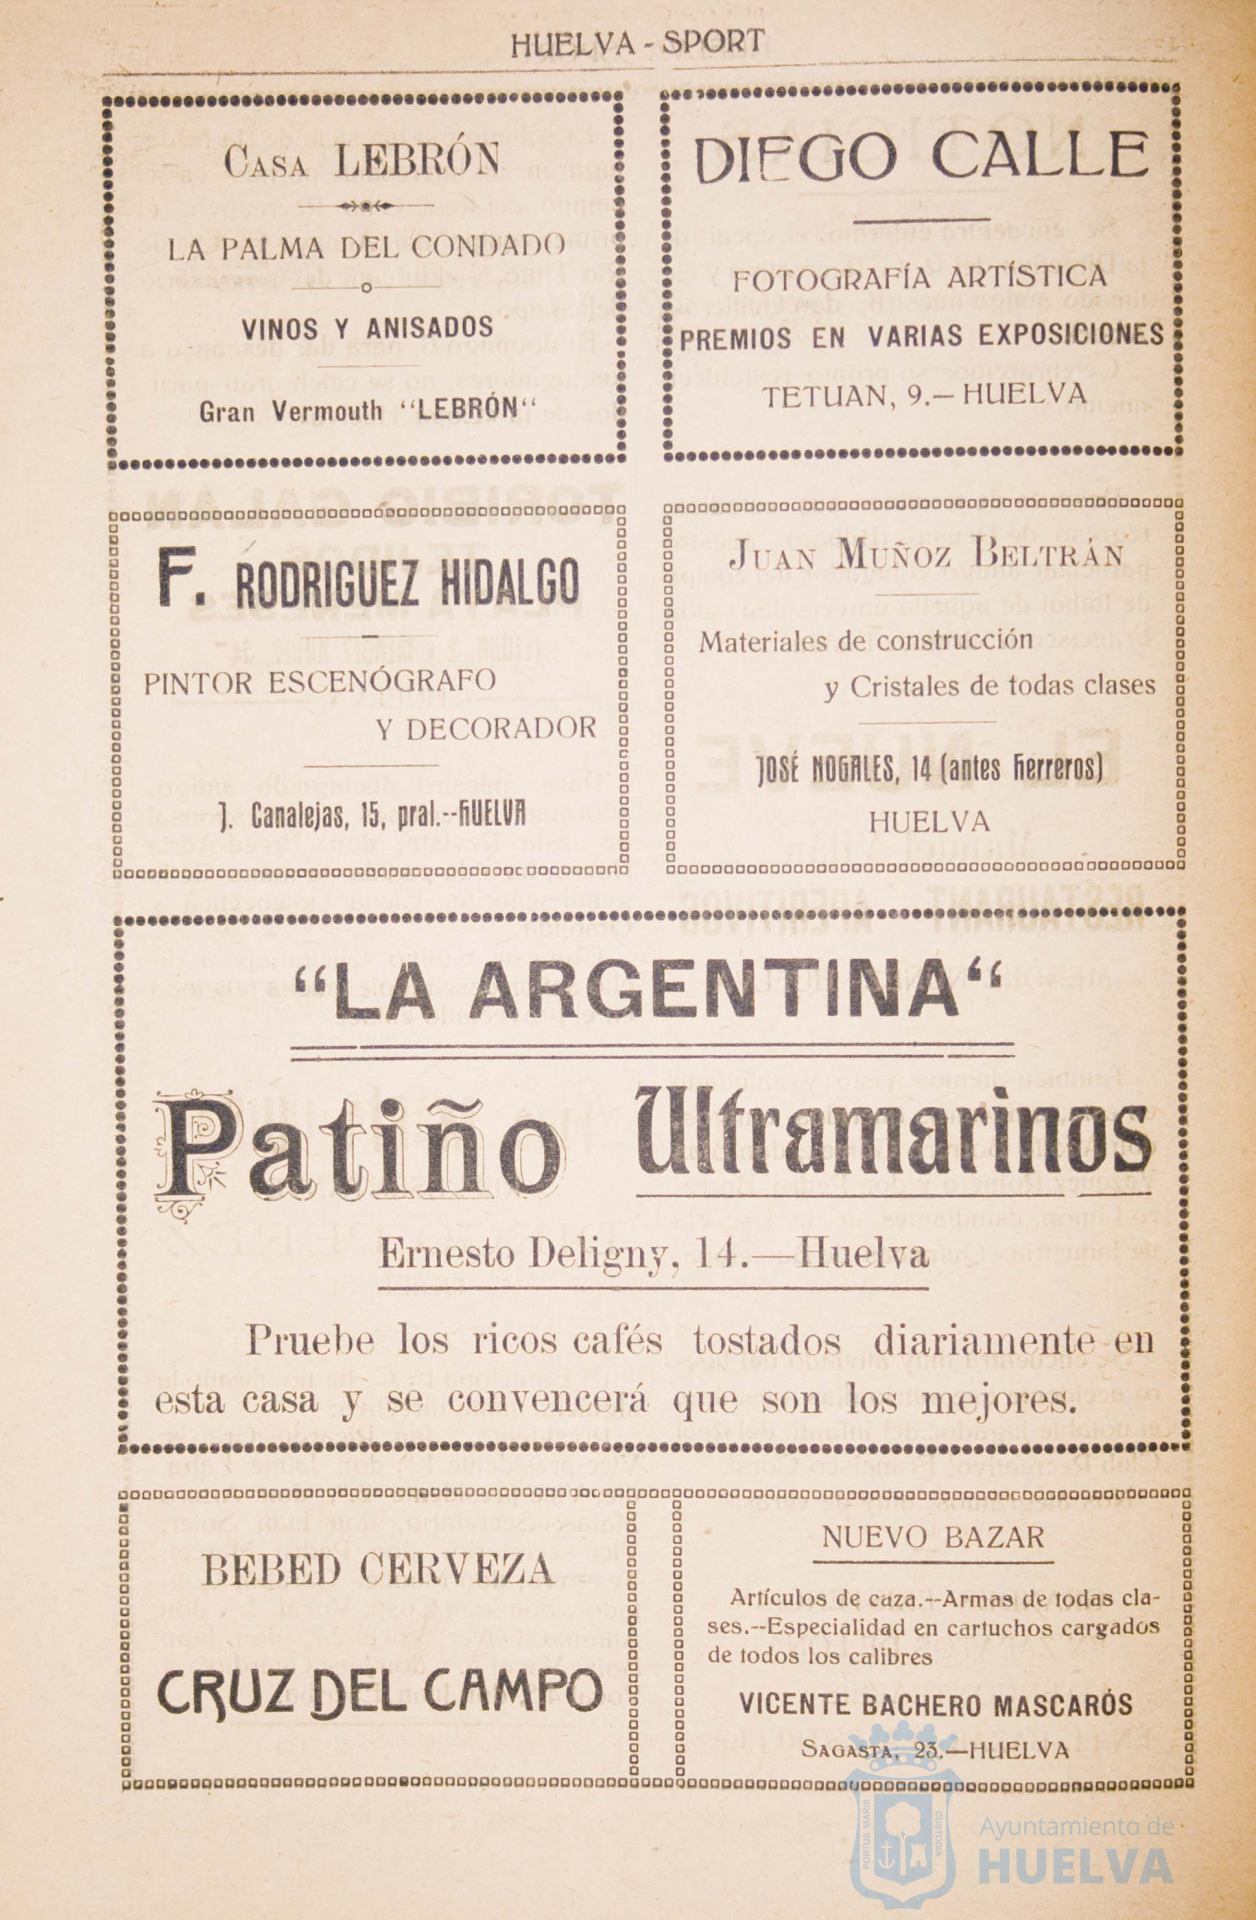 HUELVA - SPORT
CASA LEBRÓN
LA PALMA DEL CONDADO
VINOS Y ANISADOS
Gran Vermouth “LEBRÓN“
DIEGO CALLE
FOTOGRAFÍA ARTÍSTICA
PREMIOS EN VARIAS EXPOSICIONES
TETUAN, 9.—HUELVA
F. RODRIGUEZ HIDALGO
PINTOR ESCENÓGRAFO
Y DECORADOR
J. Canalejas, 15, pral.--HUELVA
JUAN MUÑOZ BELTRÁN
Materiales de construcción
y Cristales de todas clases
JOSÉ NOGALES, 14 (antes Herreros)
HUELVA
“LA ARGENTINA“
Patiño Ultramarinos
Ernesto Deligny, 14.—Huelva
Pruebe los ricos cafés tostados diariamente en
esta casa y se convencerá que son los mejores.
BEBED CERVEZA
CRUZ DEL CAMPO
NUEVO BAZAR
Artículos de caza.--Armas de todas cla-
ses.--Especialidad en cartuchos cargados
de todos los calibres
VICENTE BACHERO MASCARÓS
SAGASTA, 23.—HUELVA
PORTUS MARIS CUSTODIA
Ayuntamiento de
HUELVA